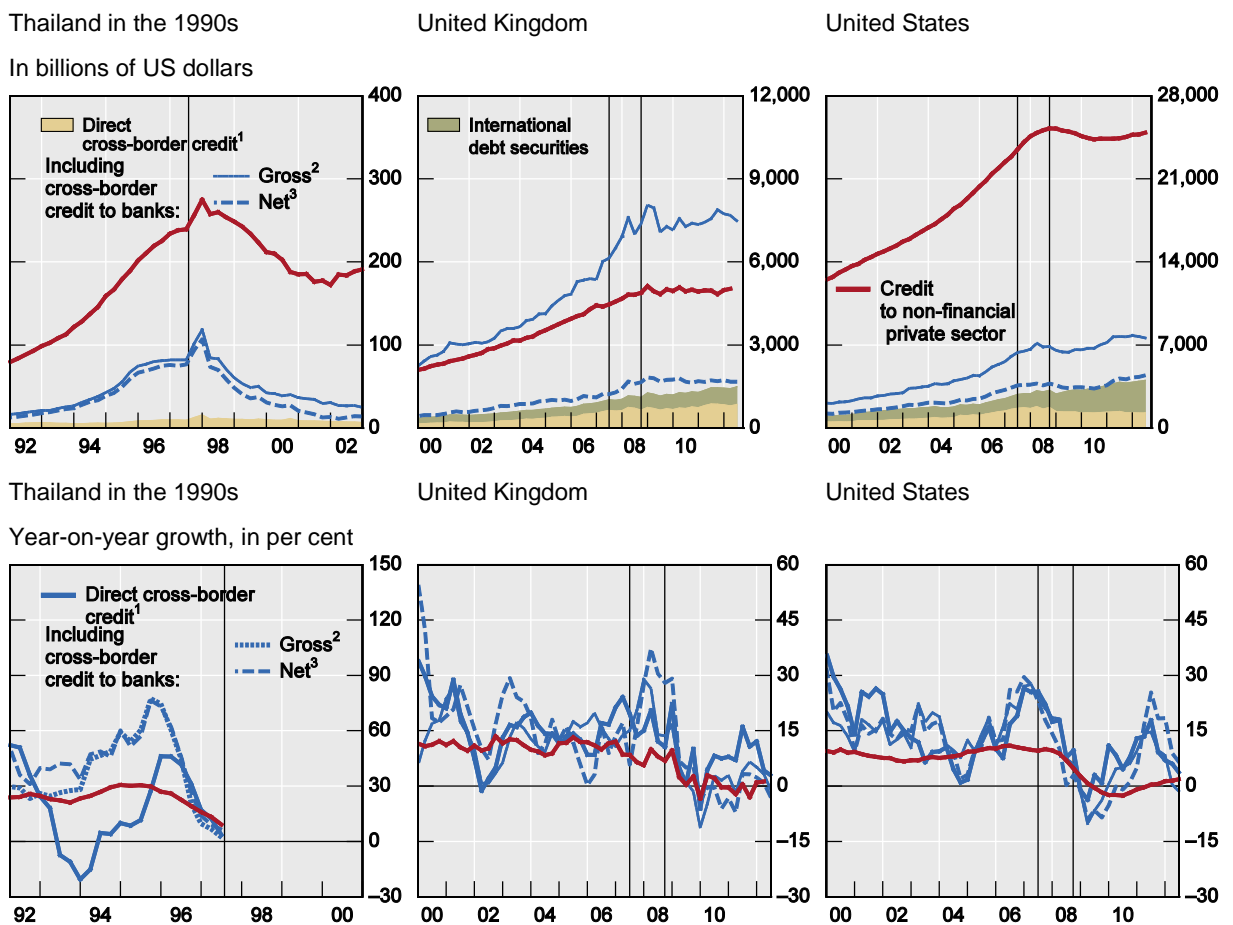 Thailand in the 1990s United Kingdom United States
In billions of US dollars
400 12,000 28,000
Direct
cross-border credit1
Including
cross-border
credit to banks:
Gross2
Net3
International
debt securities
300 9,000 21,000
200 6,000 14,000
Credit
to non-financial
private sector
100 3,000 7,000
0 0 0
92 94 96 98 00 02 00 02 04 06 08 10 00 02 04 06 08 10
Thailand in the 1990s United Kingdom United States
Year-on-year growth, in per cent
150 60 60
Direct cross-border
credit1
Including
cross-border
credit to banks:
Gross2
Net3
120 45 45
90 30 30
60 15 15
30 0 0
0 –15 –15
–30 –30 –30
92 94 96 98 00 00 02 04 06 08 10 00 02 04 06 08 10